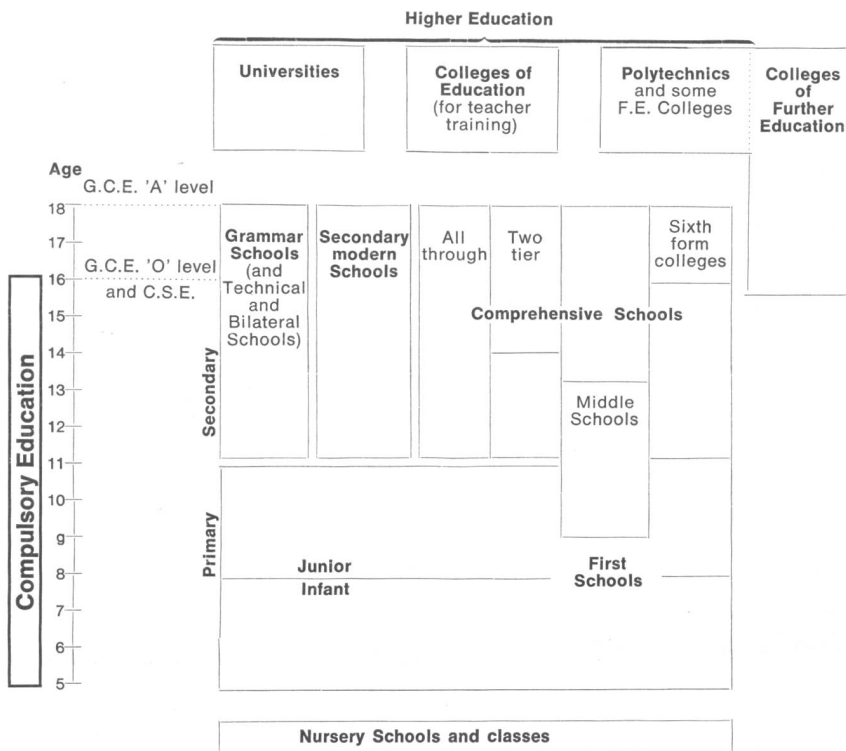 Higher Education
Universities
Colleges of
Education
(for teacher
training)
Polytechnics
and some
F.E. Colleges
Colleges
of
Further
Education
Age
G.C.E. 'A' level
18
17
G.C.E. 'O' level
16
and C.S.E.
15
14
13
12
11
10
9
8
7
6
5
Compulsory Education
Secondary
Primary
Grammar
Schools
(and
Technical
and
Bilateral
Schools)
Secondary
modern
Schools
All
through
Two
tier
Sixth
form
colleges
Comprehensive Schools
Middle
Schools
Junior
Infant
First
Schools
Nursery Schools and classes